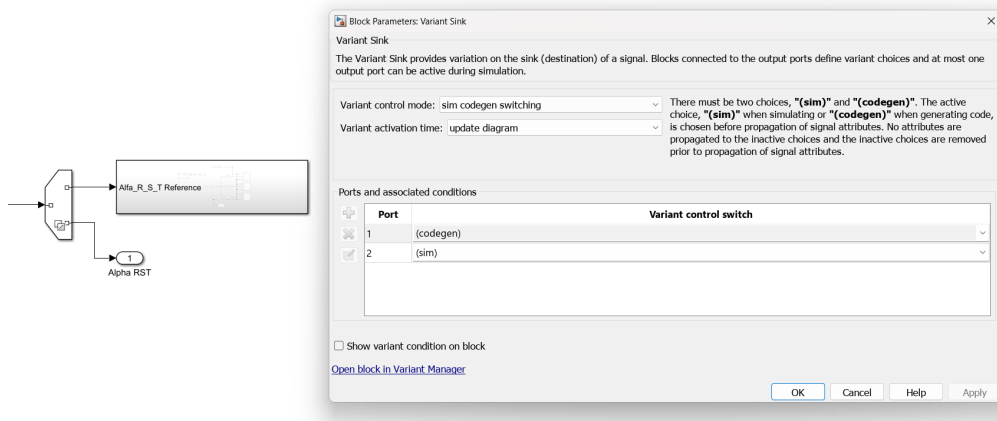 Block Parameters: Variant Sink
Variant Sink
The Variant Sink provides variation on the sink (destination) of a signal. Blocks connected to the output ports define variant choices and at most one
output port can be active during simulation.
Variant control mode: sim codegen switching
Variant activation time: update diagram
There must be two choices, "(sim)" and "(codegen)". The active
choice, "(sim)" when simulating or "(codegen)" when generating code,
is chosen before propagation of signal attributes. No attributes are
propagated to the inactive choices and the inactive choices are removed
prior to propagation of signal attributes.
Ports and associated conditions
Port Variant control switch
1 (codegen)
2 (sim)
Show variant condition on block
Open block in Variant Manager
OK Cancel Help Apply
Alfa_R_S_T Reference
1
Alpha RST